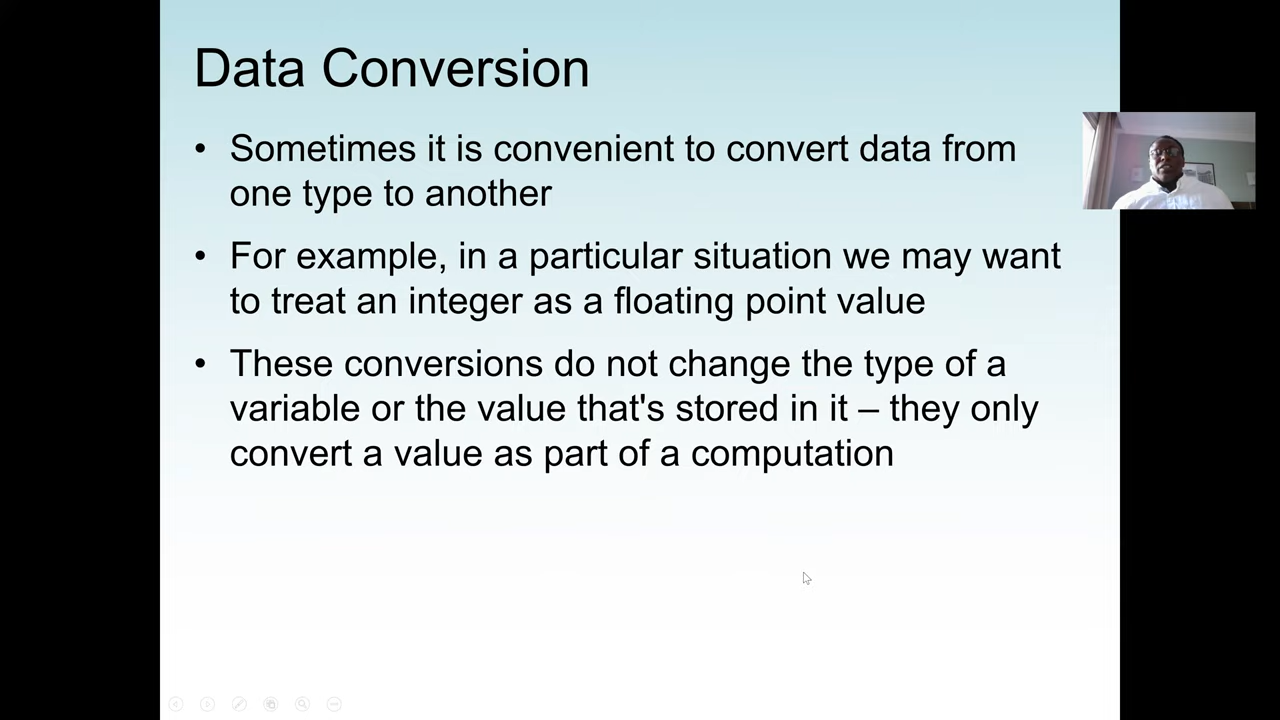 Data Conversion
• Sometimes it is convenient to convert data from
one type to another
• For example, in a particular situation we may want
to treat an integer as a floating point value
• These conversions do not change the type of a
variable or the value that's stored in it – they only
convert a value as part of a computation